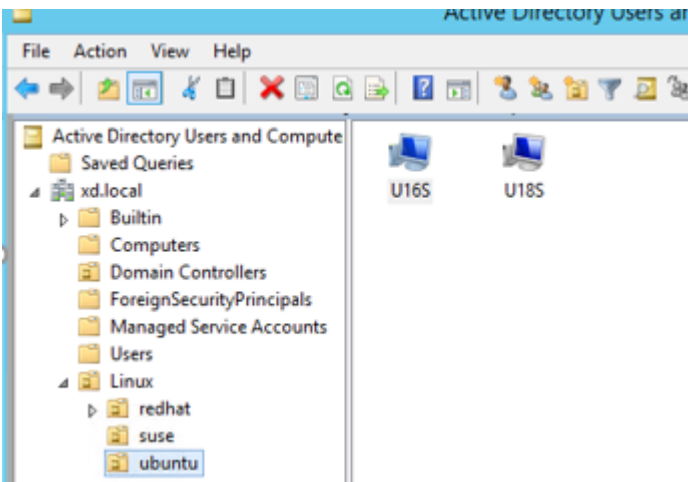 Active Directory Users an
File Action View Help
Active Directory Users and Compute
Saved Queries
xd.local
Builtin
Computers
Domain Controllers
ForeignSecurityPrincipals
Managed Service Accounts
Users
Linux
redhat
suse
ubuntu
U16S U18S